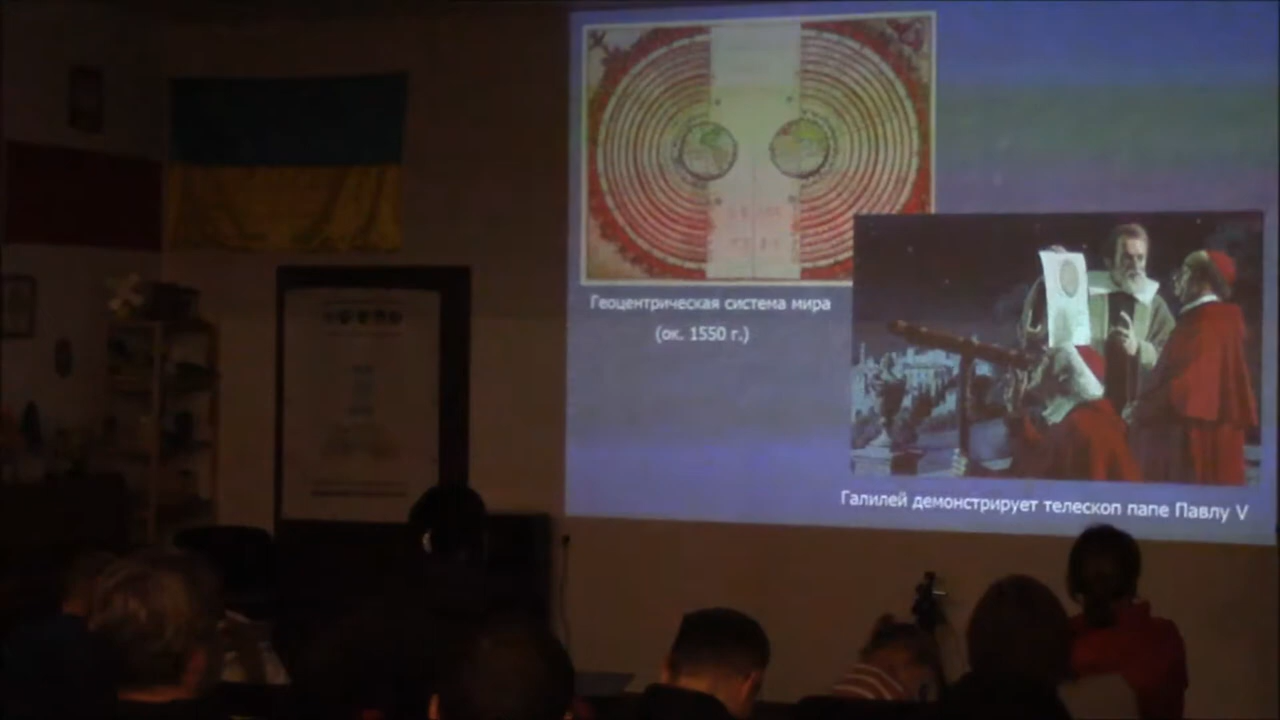 Геоцентрическая система мира
(ок. 1550 г.)
Галилей демонстрирует телескоп папе Павлу V